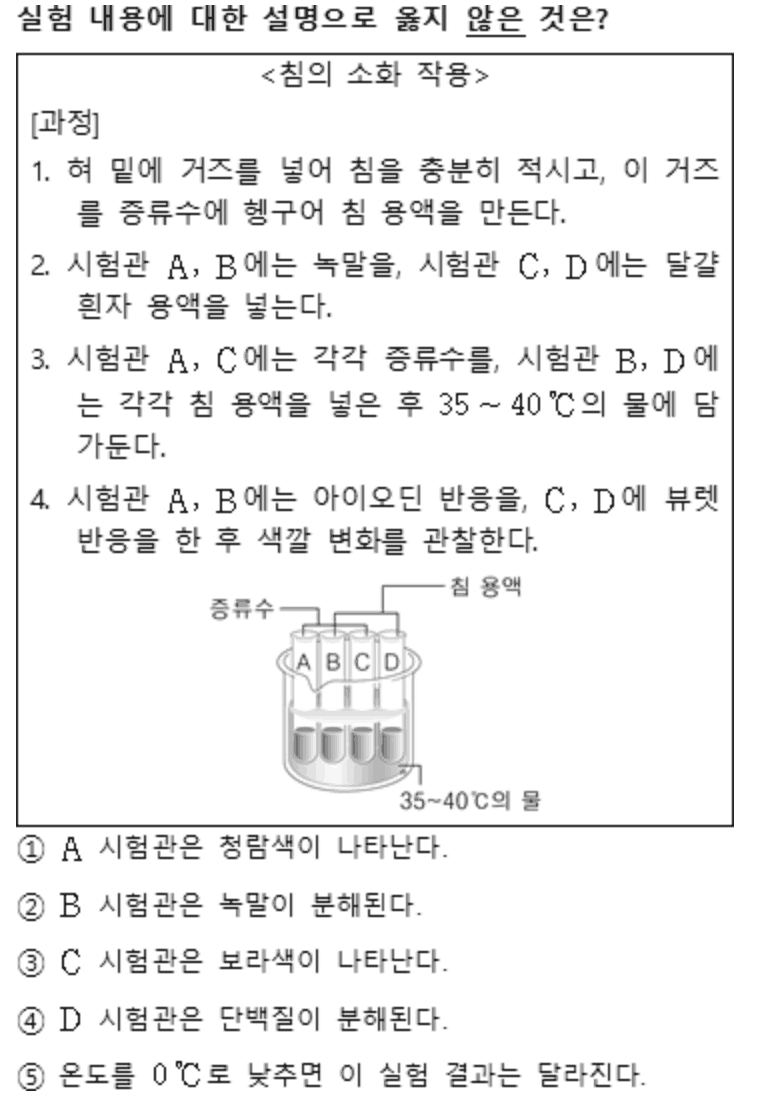 실험 내용에 대한 설명으로 옳지 않은 것은?
<침의 소화 작용>
[과정]
1. 혀 밑에 거즈를 넣어 침을 충분히 적시고, 이 거즈
를 증류수에 헹구어 침 용액을 만든다.
2. 시험관 A, B에는 녹말을, 시험관 C, D에는 달걀
흰자 용액을 넣는다.
3. 시험관 A, C에는 각각 증류수를, 시험관 B, D에
는 각각 침 용액을 넣은 후 35 ~ 40℃의 물에 담
가둔다.
4. 시험관 A, B에는 아이오딘 반응을, C, D에 뷰렛
반응을 한 후 색깔 변화를 관찰한다.
침 용액
증류수
A B C D
35~40℃의 물
① A 시험관은 청람색이 나타난다.
② B 시험관은 녹말이 분해된다.
③ C 시험관은 보라색이 나타난다.
④ D 시험관은 단백질이 분해된다.
⑤ 온도를 0℃로 낮추면 이 실험 결과는 달라진다.